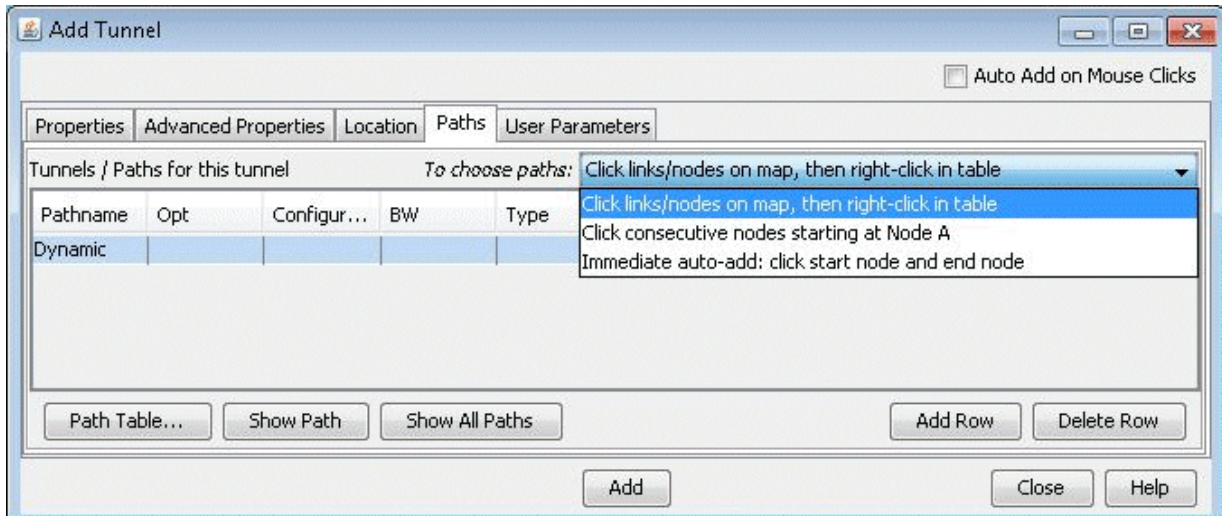 Add Tunnel
Auto Add on Mouse Clicks
Properties Advanced Properties Location Paths User Parameters
Tunnels / Paths for this tunnel To choose paths: Click links/nodes on map, then right-click in table
Pathname Opt Configur... BW Type Click links/nodes on map, then right-click in table
Click consecutive nodes starting at Node A
Dynamic Immediate auto-add: click start node and end node
Path Table... Show Path Show All Paths Add Row Delete Row
Add Close Help